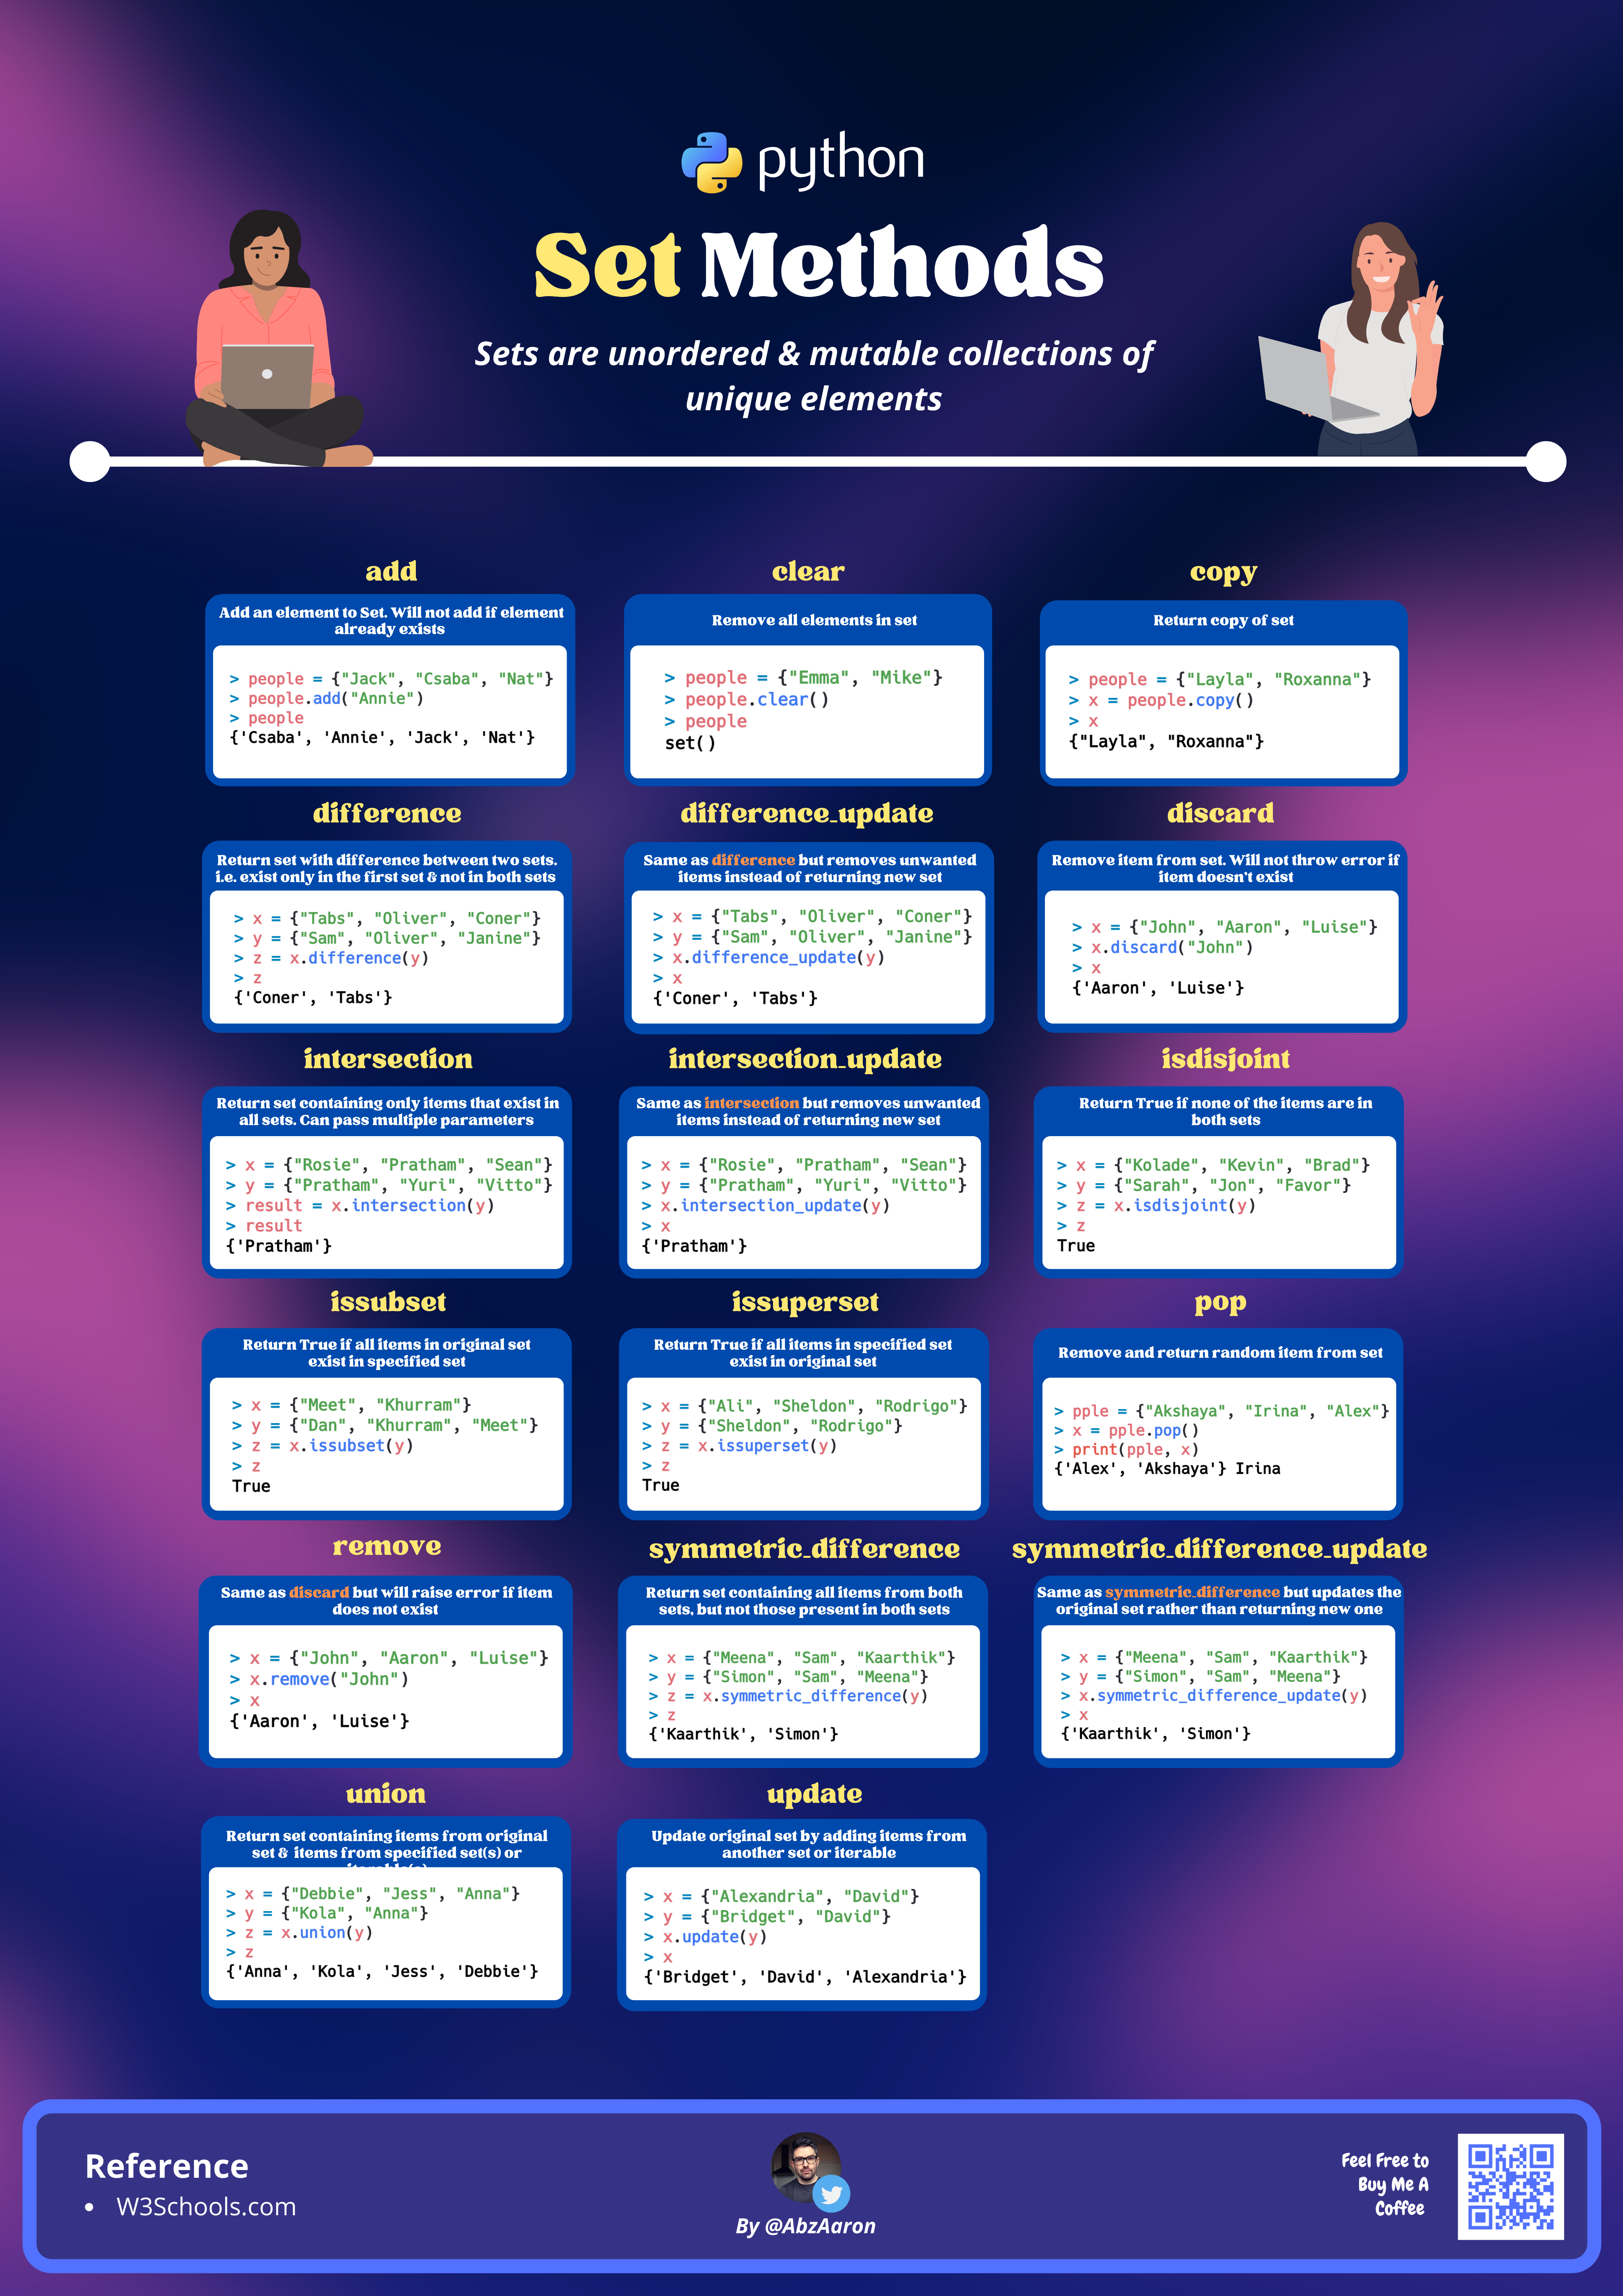 python
Set Methods
Sets are unordered & mutable collections of
unique elements
add
Add an element to Set. Will not add if element
already exists
> people = {"Jack", "Csaba", "Nat"}
> people.add("Annie")
> people
{'Csaba', 'Annie', 'Jack', 'Nat'}
clear
Remove all elements in set
> people = {"Emma", "Mike"}
> people.clear()
> people
set()
copy
Return copy of set
> people = {"Layla", "Roxanna"}
> x = people.copy()
> x
{"Layla", "Roxanna"}
difference
Return set with difference between two sets.
i.e. exist only in the first set & not in both sets
> x = {"Tabs", "Oliver", "Coner"}
> y = {"Sam", "Oliver", "Janine"}
> z = x.difference(y)
> z
{'Coner', 'Tabs'}
difference_update
Same as difference but removes unwanted
items instead of returning new set
> x = {"Tabs", "Oliver", "Coner"}
> y = {"Sam", "Oliver", "Janine"}
> x.difference_update(y)
> x
{'Coner', 'Tabs'}
discard
Remove item from set. Will not throw error if
item doesn't exist
> x = {"John", "Aaron", "Luise"}
> x.discard("John")
> x
{'Aaron', 'Luise'}
intersection
Return set containing only items that exist in
all sets. Can pass multiple parameters
> x = {"Rosie", "Pratham", "Sean"}
> y = {"Pratham", "Yuri", "Vitto"}
> result = x.intersection(y)
> result
{'Pratham'}
intersection_update
Same as intersection but removes unwanted
items instead of returning new set
> x = {"Rosie", "Pratham", "Sean"}
> y = {"Pratham", "Yuri", "Vitto"}
> x.intersection_update(y)
> x
{'Pratham'}
isdisjoint
Return True if none of the items are in
both sets
> x = {"Kolade", "Kevin", "Brad"}
> y = {"Sarah", "Jon", "Favor"}
> z = x.isdisjoint(y)
> z
True
issubset
Return True if all items in original set
exist in specified set
> x = {"Meet", "Khurram"}
> y = {"Dan", "Khurram", "Meet"}
> z = x.issubset(y)
> z
True
issuperset
Return True if all items in specified set
exist in original set
> x = {"Ali", "Sheldon", "Rodrigo"}
> y = {"Sheldon", "Rodrigo"}
> z = x.issuperset(y)
> z
True
pop
Remove and return random item from set
> pple = {"Akshaya", "Irina", "Alex"}
> x = pple.pop()
> print(pple, x)
{'Alex', 'Akshaya'} Irina
remove
Same as discard but will raise error if item
does not exist
> x = {"John", "Aaron", "Luise"}
> x.remove("John")
> x
{'Aaron', 'Luise'}
symmetric_difference
Return set containing all items from both
sets, but not those present in both sets
> x = {"Meena", "Sam", "Kaarthik"}
> y = {"Simon", "Sam", "Meena"}
> z = x.symmetric_difference(y)
> z
{'Kaarthik', 'Simon'}
symmetric_difference_update
Same as symmetric_difference but updates the
original set rather than returning new one
> x = {"Meena", "Sam", "Kaarthik"}
> y = {"Simon", "Sam", "Meena"}
> x.symmetric_difference_update(y)
> x
{'Kaarthik', 'Simon'}
union
Return set containing items from original
set & items from specified set(s) or
> x = {"Debbie", "Jess", "Anna"}
> y = {"Kola", "Anna"}
> z = x.union(y)
> z
{'Anna', 'Kola', 'Jess', 'Debbie'}
update
Update original set by adding items from
another set or iterable
> x = {"Alexandria", "David"}
> y = {"Bridget", "David"}
> x.update(y)
> x
{'Bridget', 'David', 'Alexandria'}
Reference
• W3Schools.com
By @AbzAaron
Feel Free to
Buy Me A
Coffee